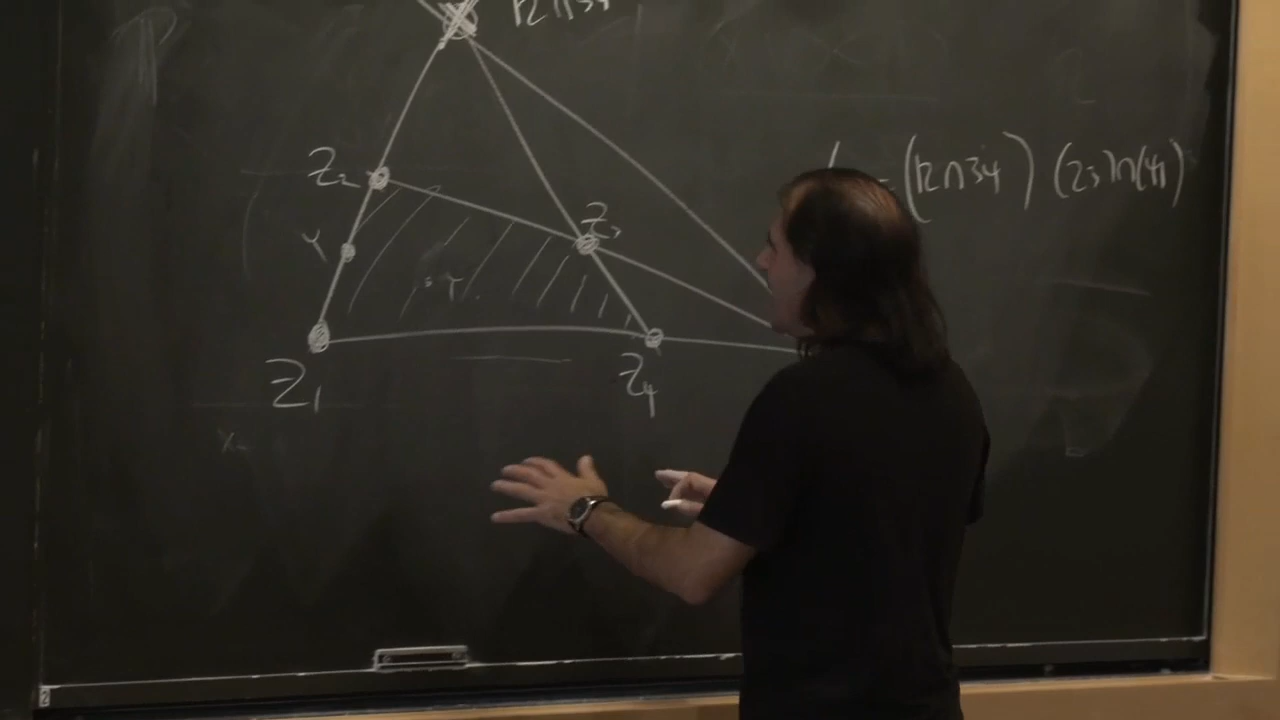 12∩34
Z₂
= (12∩34) (23)∩(41)
Z₃
Y
Y
Z₁
Z₄